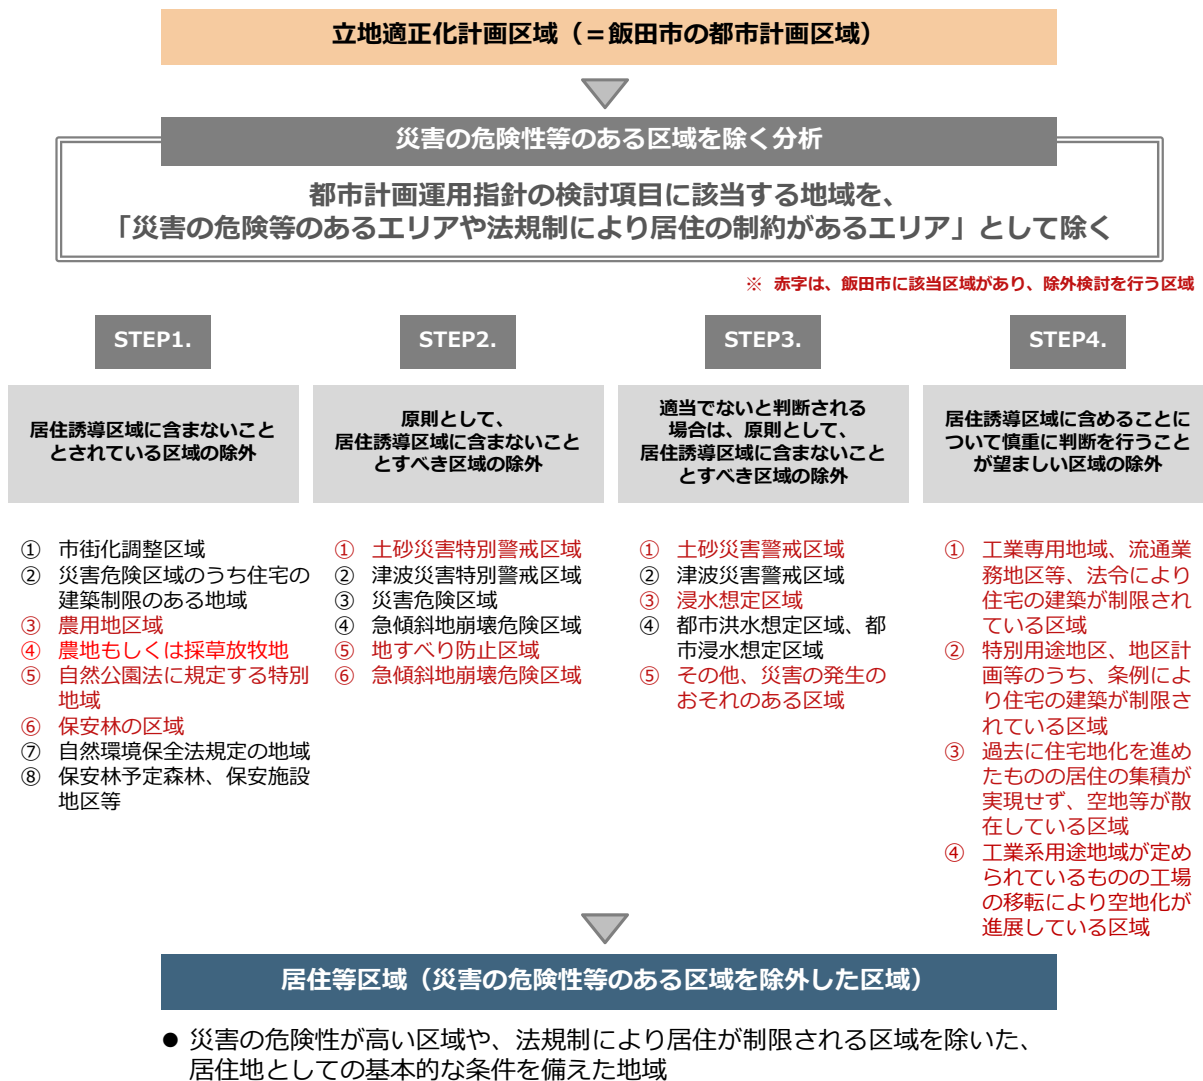 立地適正化計画区域（＝飯田市の都市計画区域）
災害の危険性等のある区域を除く分析
都市計画運用指針の検討項目に該当する地域を、
「災害の危険等のあるエリアや法規制により居住の制約があるエリア」として除く
※ 赤字は、飯田市に該当区域があり、除外検討を行う区域
STEP1.
居住誘導区域に含まないこと
とされている区域の除外
① 市街化調整区域
② 災害危険区域のうち住宅の
建築制限のある地域
③ 農用地区域
④ 農地もしくは採草放牧地
⑤ 自然公園法に規定する特別
地域
⑥ 保安林の区域
⑦ 自然環境保全法規定の地域
⑧ 保安林予定森林、保安施設
地区等
STEP2.
原則として、
居住誘導区域に含まないこと
とすべき区域の除外
① 土砂災害特別警戒区域
② 津波災害特別警戒区域
③ 災害危険区域
④ 急傾斜地崩壊危険区域
⑤ 地すべり防止区域
⑥ 急傾斜地崩壊危険区域
STEP3.
適当でないと判断される
場合は、原則として、
居住誘導区域に含まないこと
とすべき区域の除外
① 土砂災害警戒区域
② 津波災害警戒区域
③ 浸水想定区域
④ 都市洪水想定区域、都
市浸水想定区域
⑤ その他、災害の発生の
おそれのある区域
STEP4.
居住誘導区域に含めることに
ついて慎重に判断を行うこと
が望ましい区域の除外
① 工業専用地域、流通業
務地区等、法令により
住宅の建築が制限され
ている区域
② 特別用途地区、地区計
画等のうち、条例によ
り住宅の建築が制限さ
れている区域
③ 過去に住宅地化を進め
たものの居住の集積が
実現せず、空地等が散
在している区域
④ 工業系用途地域が定め
られているものの工場
の移転により空地化が
進展している区域
居住等区域（災害の危険性等のある区域を除外した区域）
● 災害の危険性が高い区域や、法規制により居住が制限される区域を除いた、
居住地としての基本的な条件を備えた地域